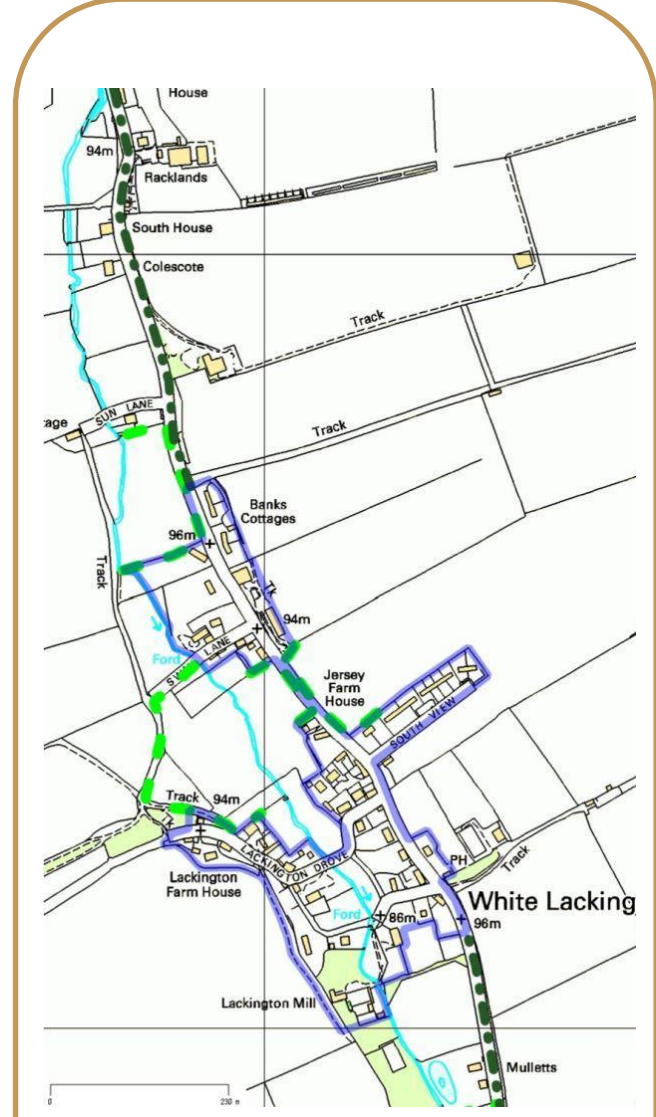 House
94m
Racklands
South House
Colescote
Track
SUN LANE
tage
Track
Banks
Cottages
96m
Track
Tk
94m
Ford
LANE
Jersey
Farm
House
SOUTH VIEW
Track
94m
LACKINGTON DROVE
PH
Track
Lackington
Farm House
White Lacking
Ford
86m
96m
Lackington Mill
Mulletts
0
230 m